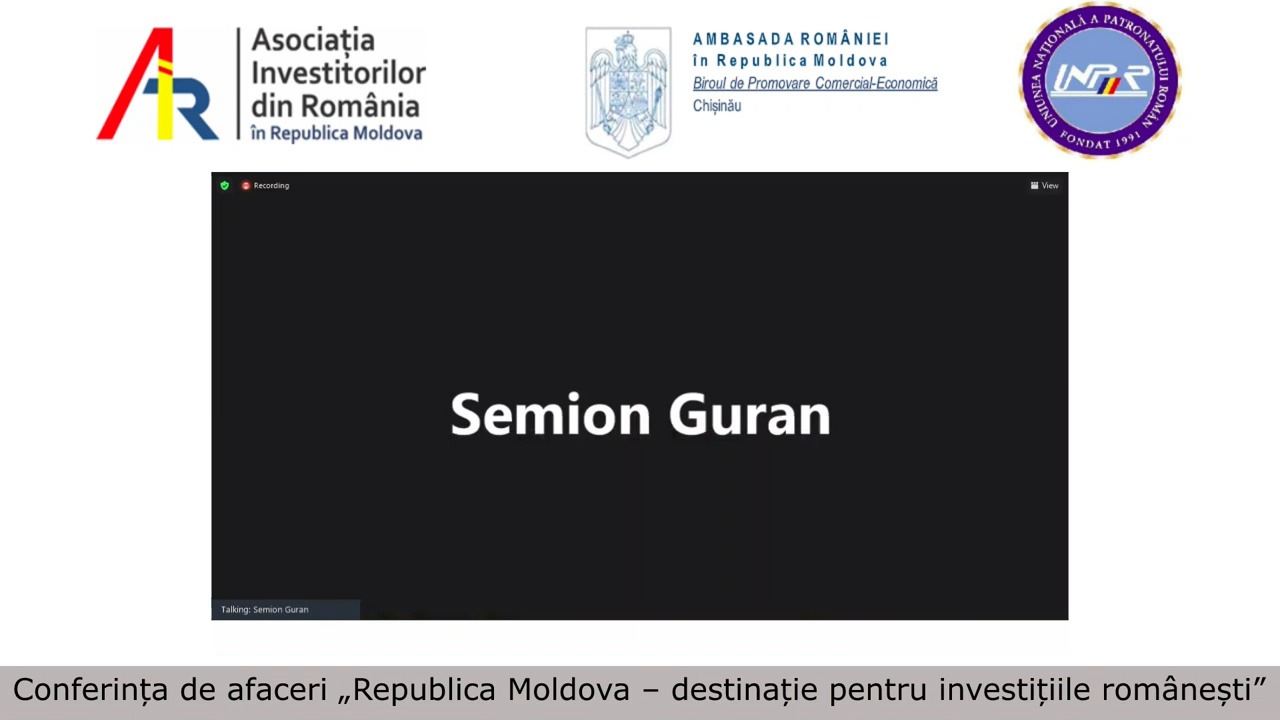 Asociația
Investitorilor
din România
în Republica Moldova
AMBASADA ROMÂNIEI
în Republica Moldova
Biroul de Promovare Comercial-Economică
Chișinău
UNIUNEA NAȚIONALĂ A PATRONATULUI ROMÂN
UNPR
FONDAT 1991
Recording
View
Semion Guran
Talking: Semion Guran
Conferința de afaceri „Republica Moldova – destinație pentru investițiile românești”